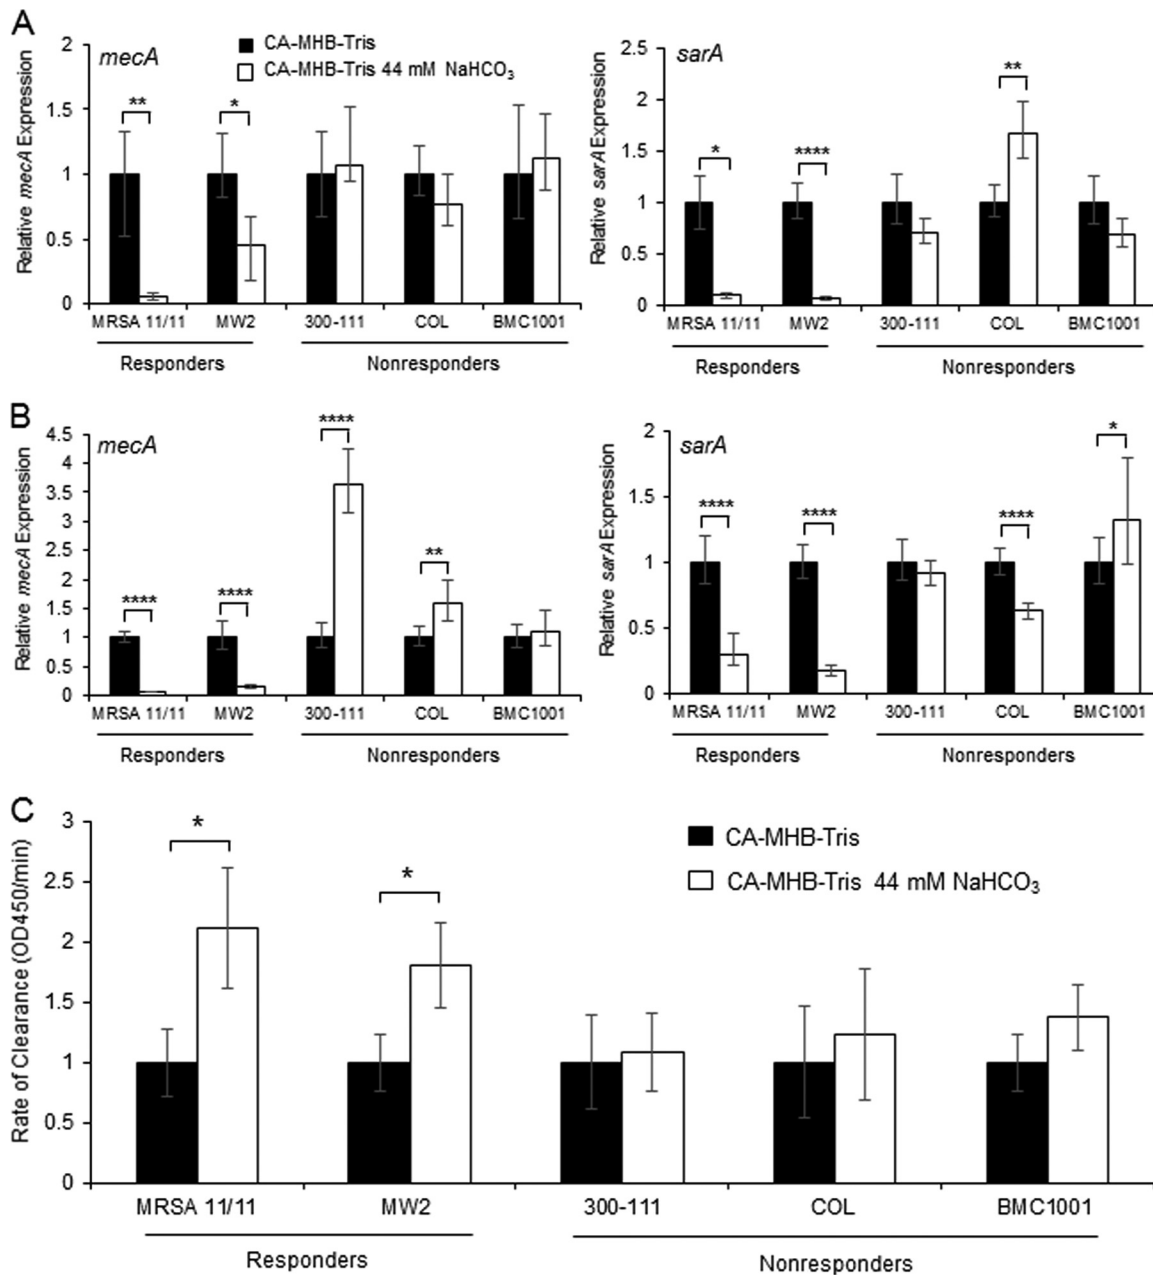 A
mecA
CA-MHB-Tris
CA-MHB-Tris 44 mM NaHCO₃
Relative mecA Expression
2
1.5
1
0.5
0
**
*
MRSA 11/11 MW2 300-111 COL BMC1001
Responders Nonresponders
sarA
Relative sarA Expression
2.5
2
1.5
1
0.5
0
*
****
**
MRSA 11/11 MW2 300-111 COL BMC1001
Responders Nonresponders
B
mecA
Relative mecA Expression
4.5
4
3.5
3
2.5
2
1.5
1
0.5
0
****
****
****
**
MRSA 11/11 MW2 300-111 COL BMC1001
Responders Nonresponders
sarA
Relative sarA Expression
2
1.5
1
0.5
0
****
****
****
*
MRSA 11/11 MW2 300-111 COL BMC1001
Responders Nonresponders
C
Rate of Clearance (OD450/min)
3
2.5
2
1.5
1
0.5
0
*
*
CA-MHB-Tris
CA-MHB-Tris 44 mM NaHCO₃
MRSA 11/11 MW2 300-111 COL BMC1001
Responders Nonresponders